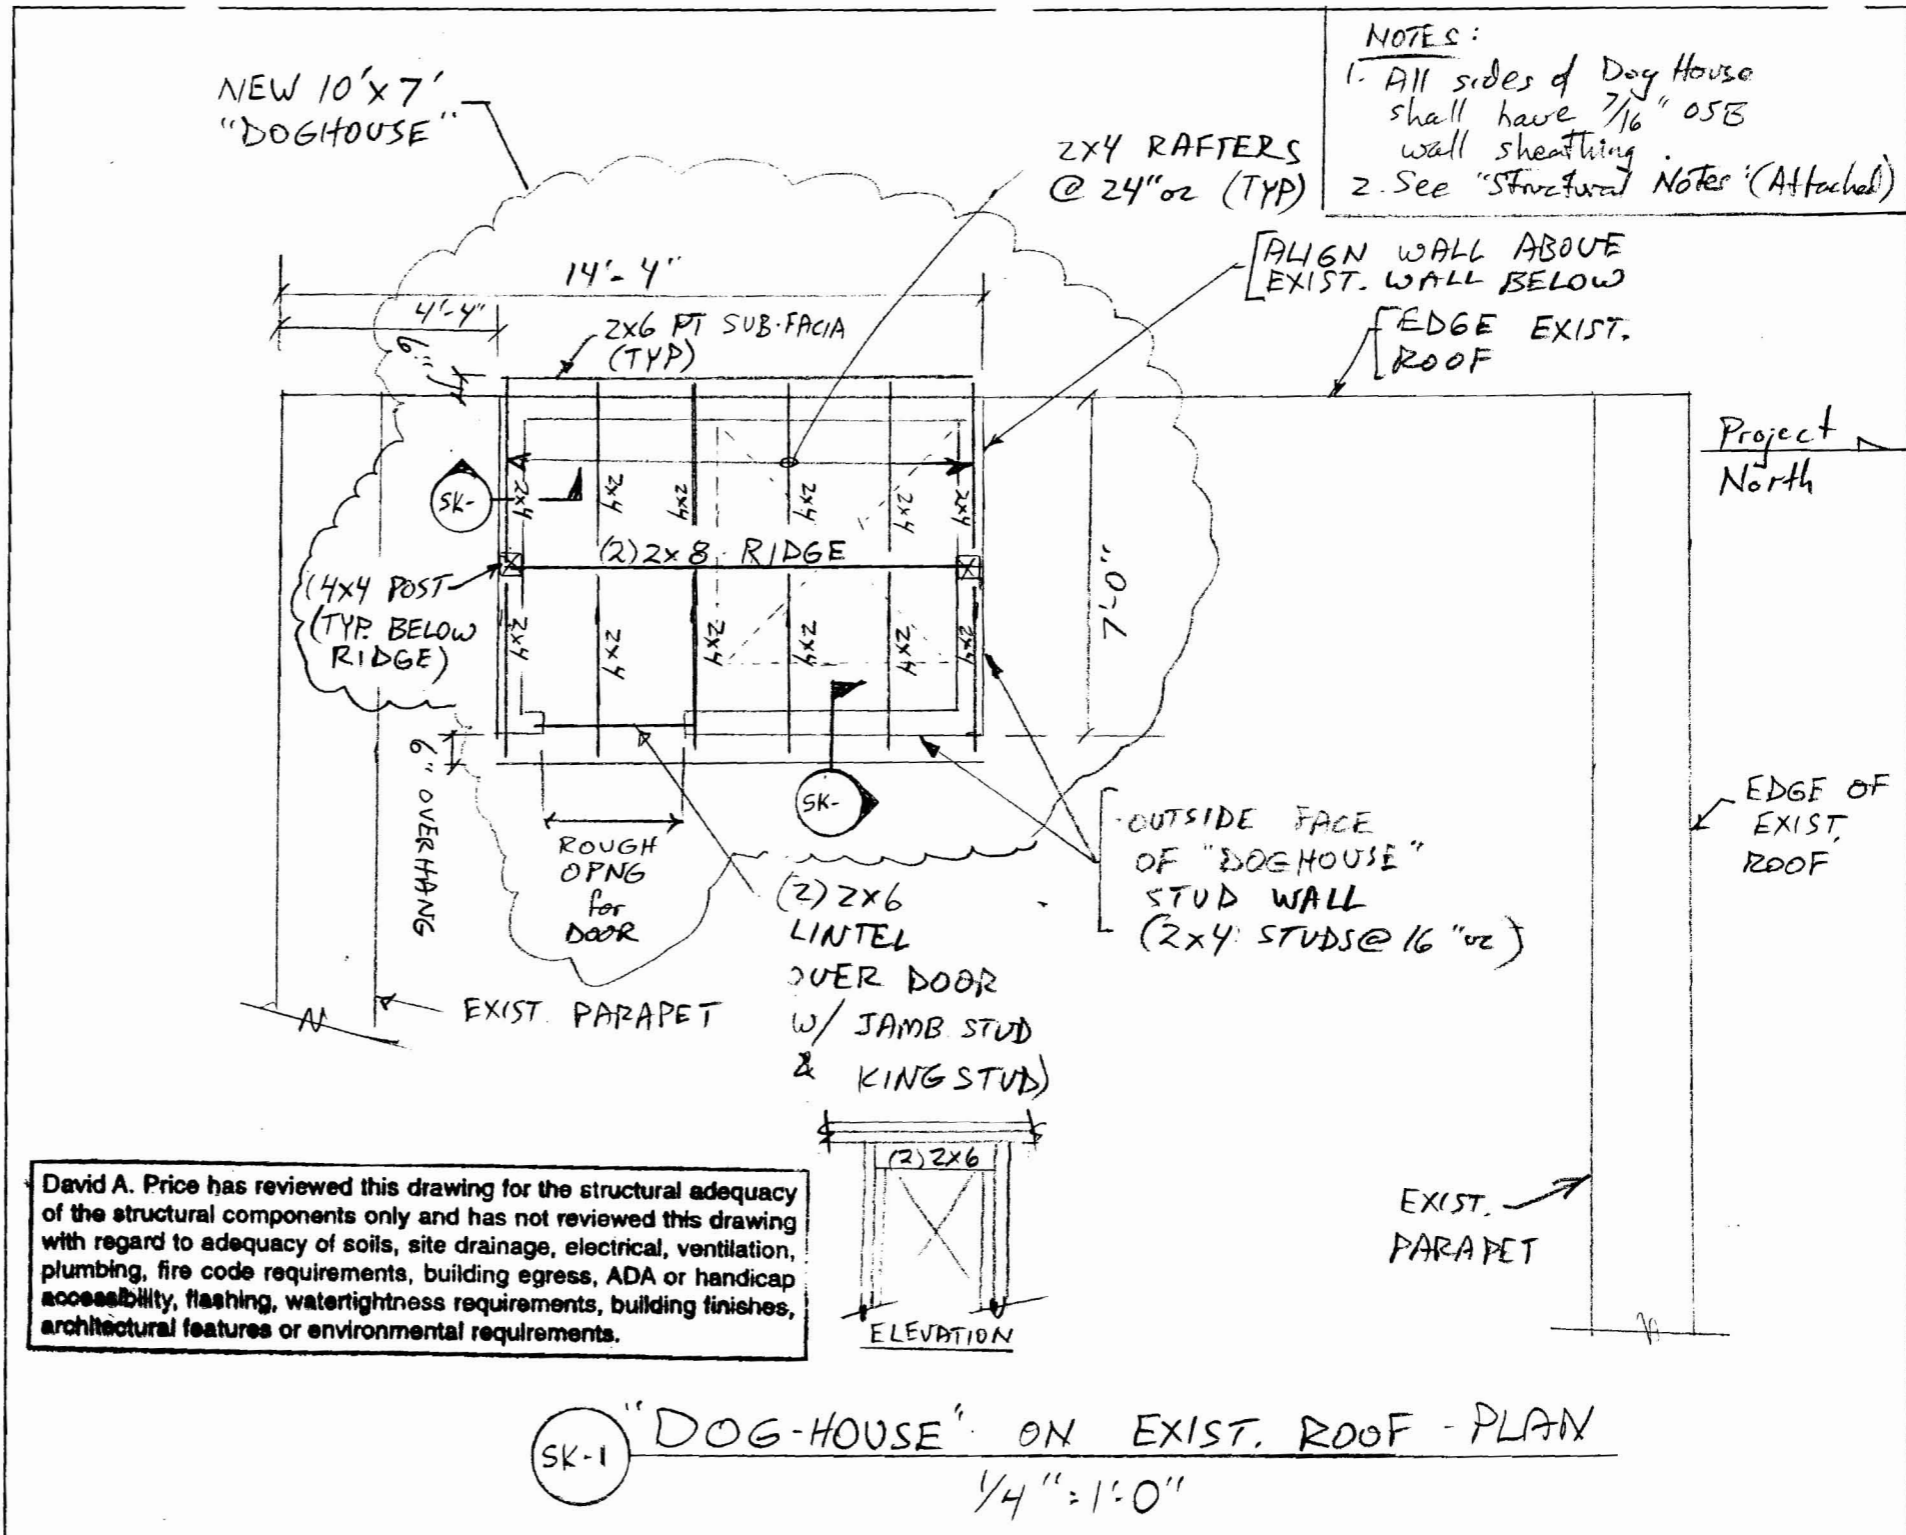 NOTES:
1. All sides of Dog House
shall have 7/16" OSB
wall sheathing.
2. See "Structural Notes" (Attached)
NEW 10'x7'
"DOGHOUSE"
2x4 RAFTERS
@ 24"oc (TYP)
ALIGN WALL ABOVE
EXIST. WALL BELOW
14'-4"
4'-4"
6"
2x6 PT SUB-FACIA
(TYP)
EDGE EXIST.
ROOF
Project
North
SK-
2x4
2x4
2x4
2x4
2x4
2x4
(2) 2x8 RIDGE
(4x4 POST
(TYP. BELOW
RIDGE)
2x4
2x4
2x4
2x4
2x4
2x4
7'-0"
6" OVERHANG
SK-
ROUGH
OPNG
for
DOOR
(2) 2x6
LINTEL
OVER DOOR
W/ JAMB STUD
& KING STUD)
OUTSIDE FACE
OF "DOGHOUSE"
STUD WALL
(2x4 STUDS @ 16"oc)
EDGE OF
EXIST.
ROOF
EXIST. PARAPET
(2) 2x6
ELEVATION
EXIST.
PARAPET
David A. Price has reviewed this drawing for the structural adequacy
of the structural components only and has not reviewed this drawing
with regard to adequacy of soils, site drainage, electrical, ventilation,
plumbing, fire code requirements, building egress, ADA or handicap
accessibility, flashing, watertightness requirements, building finishes,
architectural features or environmental requirements.
SK-1
"DOG-HOUSE" ON EXIST. ROOF - PLAN
1/4" = 1'-0"